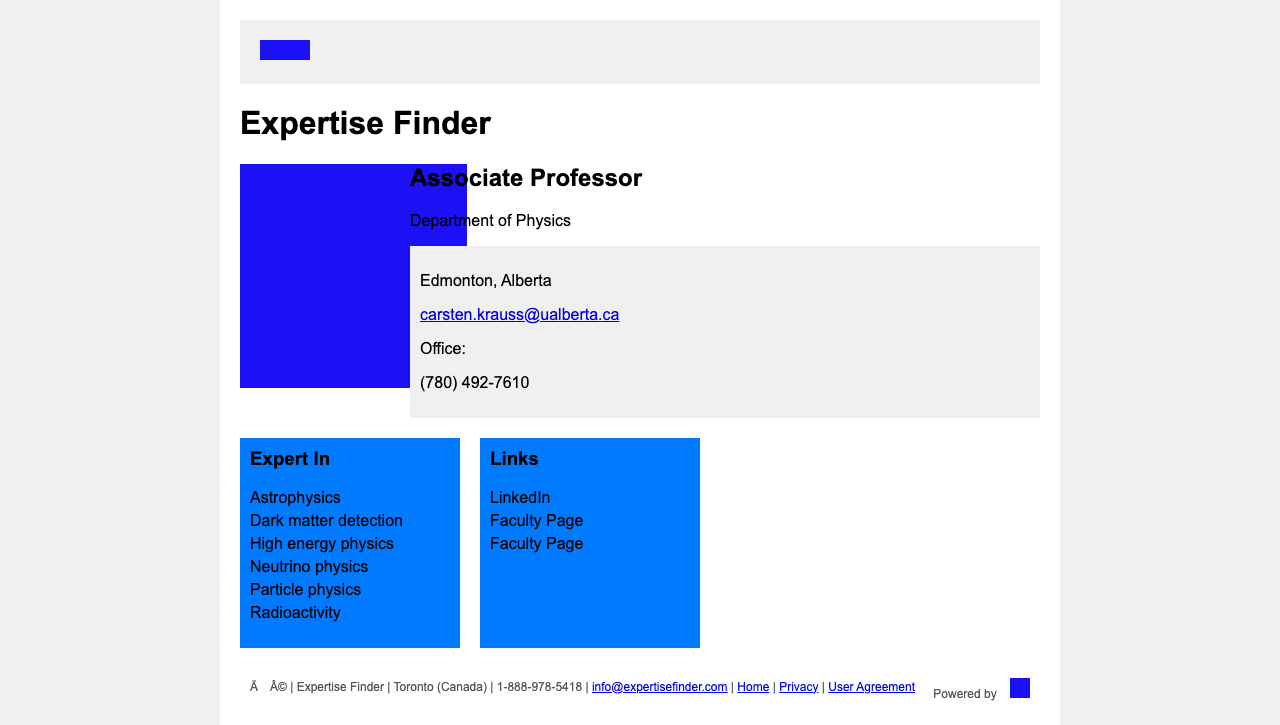 Expertise Finder
Associate Professor
Department of Physics
Edmonton, Alberta
carsten.krauss@ualberta.ca
Office:
(780) 492-7610
Expert In
Astrophysics
Dark matter detection
High energy physics
Neutrino physics
Particle physics
Radioactivity
Links
LinkedIn
Faculty Page
Faculty Page
Ã Â© | Expertise Finder | Toronto (Canada) | 1-888-978-5418 | info@expertisefinder.com | Home | Privacy | User Agreement
Powered by